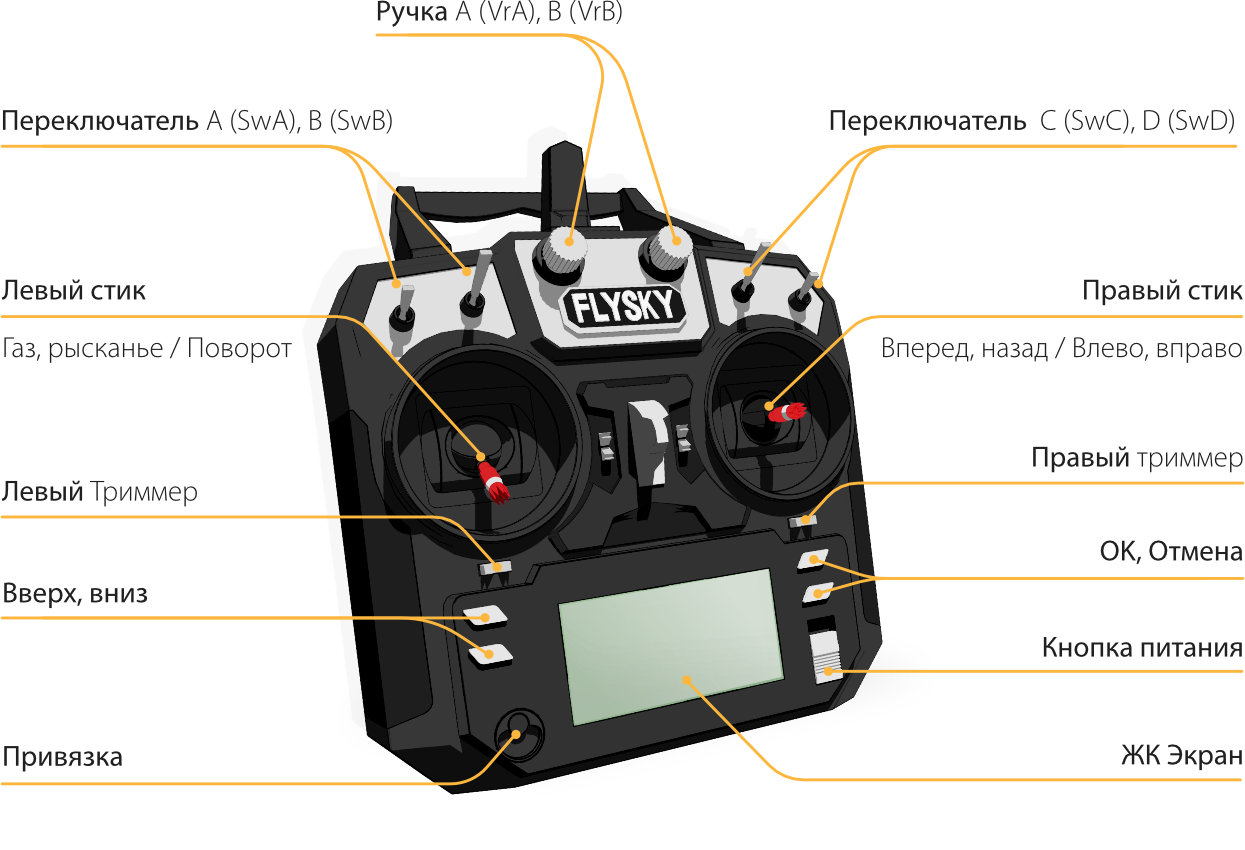 Ручка A (VrA), B (VrB)
Переключатель A (SwA), B (SwB)
Переключатель C (SwC), D (SwD)
Левый стик
Газ, рысканье / Поворот
Правый стик
Вперед, назад / Влево, вправо
FLYSKY
Правый триммер
Левый Триммер
OK, Отмена
Вверх, вниз
Кнопка питания
Привязка
ЖК Экран